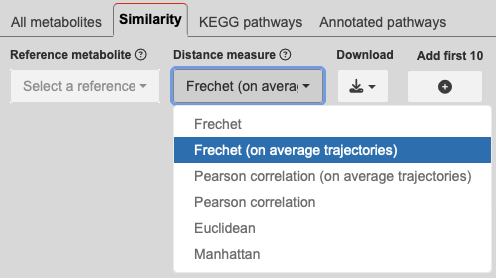 All metabolites Similarity KEGG pathways Annotated pathways
Reference metabolite Distance measure Download Add first 10
Select a reference Frechet (on avera
Frechet
Frechet (on average trajectories)
Pearson correlation (on average trajectories)
Pearson correlation
Euclidean
Manhattan